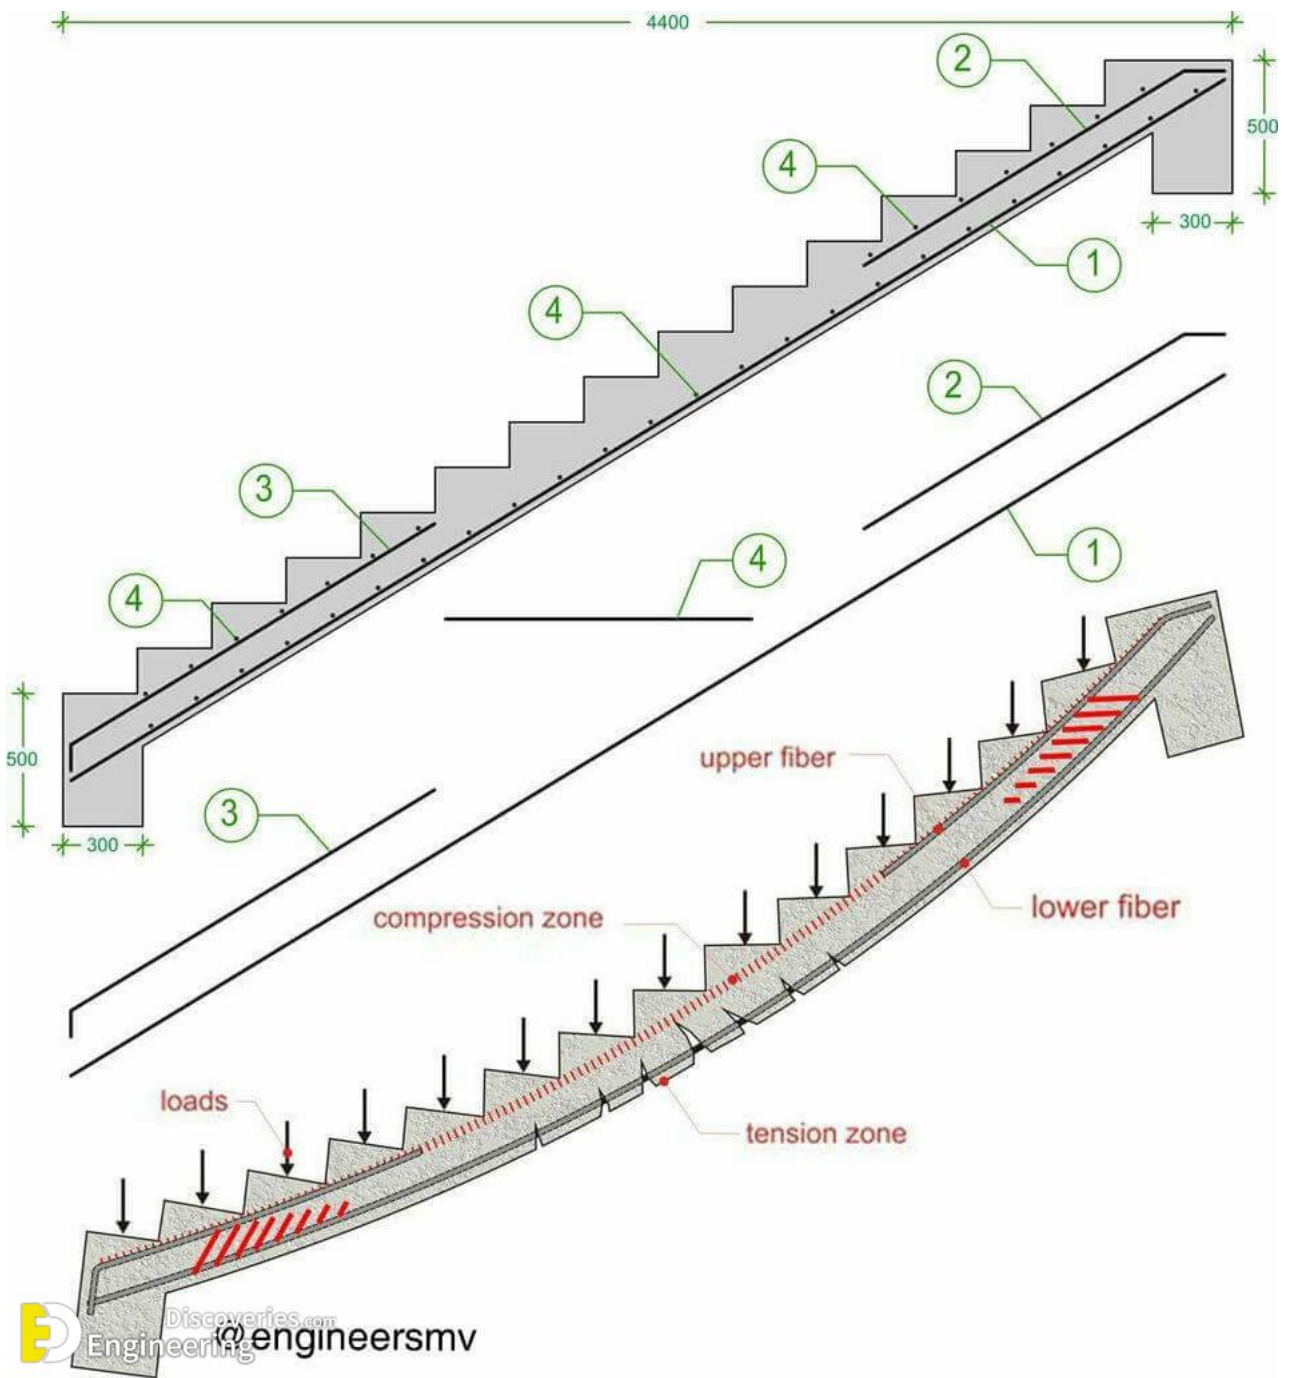 4400
2
500
4
300
1
4
2
3
4
1
4
500
upper fiber
3
300
compression zone
lower fiber
loads
tension zone
Discoveries.com
Engineering
@engineersmv